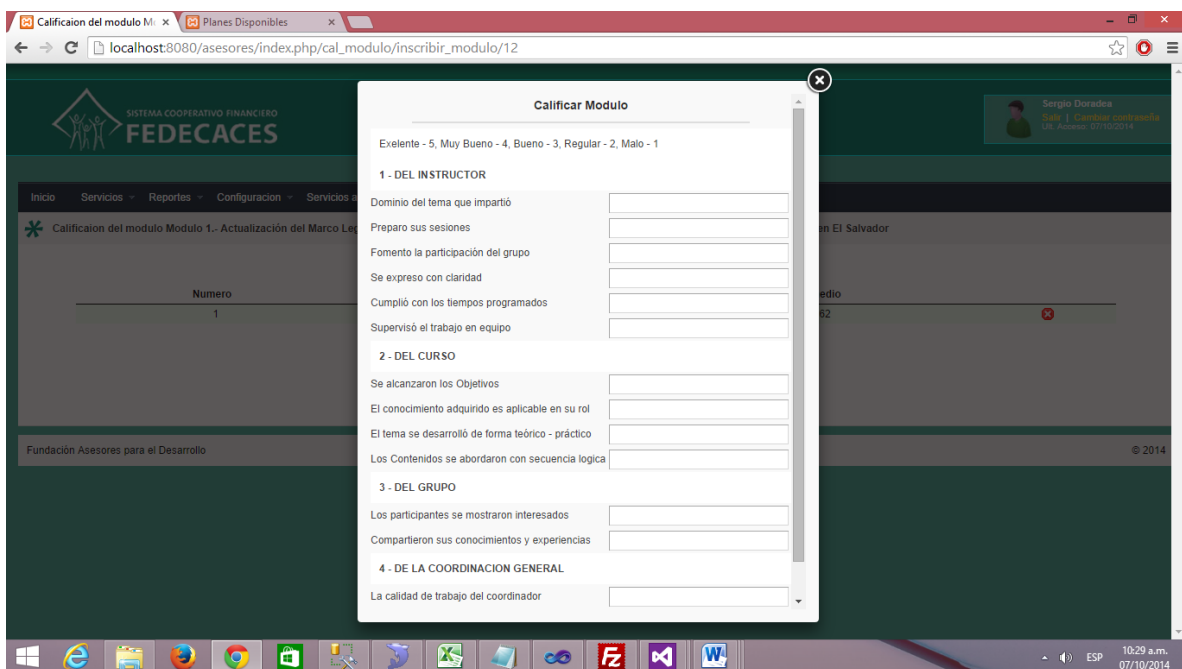 Calificaion del modulo Mo
Planes Disponibles
localhost:8080/asesores/index.php/cal_modulo/inscribir_modulo/12
SISTEMA COOPERATIVO FINANCIERO
FEDECACES
Sergio Doradea
Salir | Cambiar contraseña
Ult. Acceso: 07/10/2014
Inicio Servicios Reportes Configuracion Servicios a
Calificaion del modulo Modulo 1.- Actualización del Marco Leg
en El Salvador
Numero
edio
1
62
Calificar Modulo
Exelente - 5, Muy Bueno - 4, Bueno - 3, Regular - 2, Malo - 1
1 - DEL INSTRUCTOR
Dominio del tema que impartió
Preparo sus sesiones
Fomento la participación del grupo
Se expreso con claridad
Cumplió con los tiempos programados
Supervisó el trabajo en equipo
2 - DEL CURSO
Se alcanzaron los Objetivos
El conocimiento adquirido es aplicable en su rol
El tema se desarrolló de forma teòrico - práctico
Los Contenidos se abordaron con secuencia logica
3 - DEL GRUPO
Los participantes se mostraron interesados
Compartieron sus conocimientos y experiencias
4 - DE LA COORDINACION GENERAL
La calidad de trabajo del coordinador
Fundación Asesores para el Desarrollo
© 2014
ESP
10:29 a.m.
07/10/2014